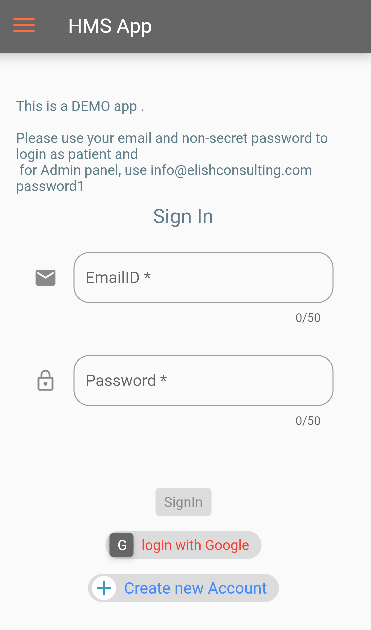 HMS App
This is a DEMO app .
Please use your email and non-secret password to
login as patient and
for Admin panel, use info@elishconsulting.com
password1
Sign In
EmailID *
0/50
Password *
0/50
SignIn
G login with Google
Create new Account